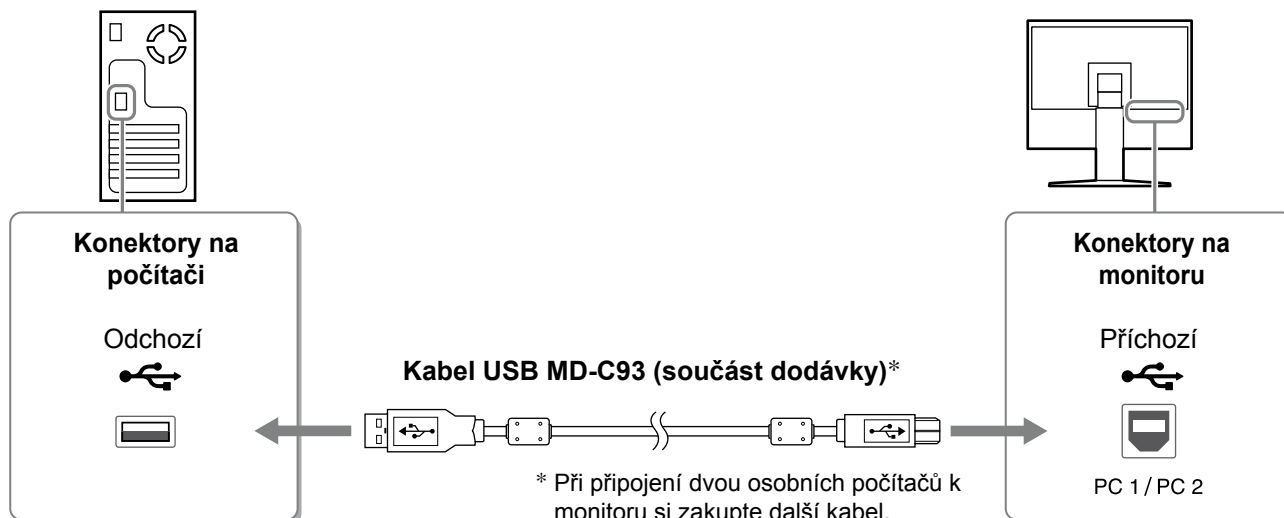 Konektory na
počítači
Odchozí
Kabel USB MD-C93 (součást dodávky)*
* Při připojení dvou osobních počítačů k
monitoru si zakupte další kabel.
Konektory na
monitoru
Příchozí
PC 1 / PC 2